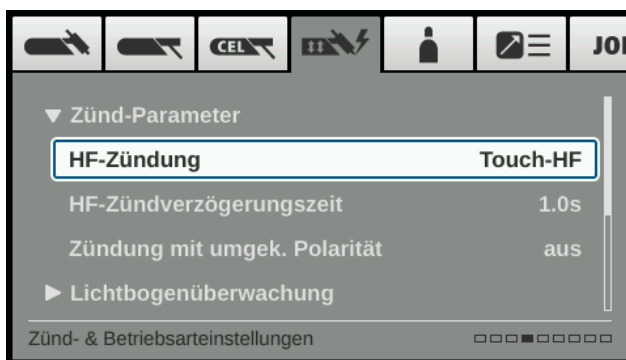 CEL
JO
Zünd-Parameter
HF-Zündung Touch-HF
HF-Zündverzögerungszeit 1.0s
Zündung mit umgek. Polarität aus
Lichtbogenüberwachung
Zünd- & Betriebsarteinstellungen